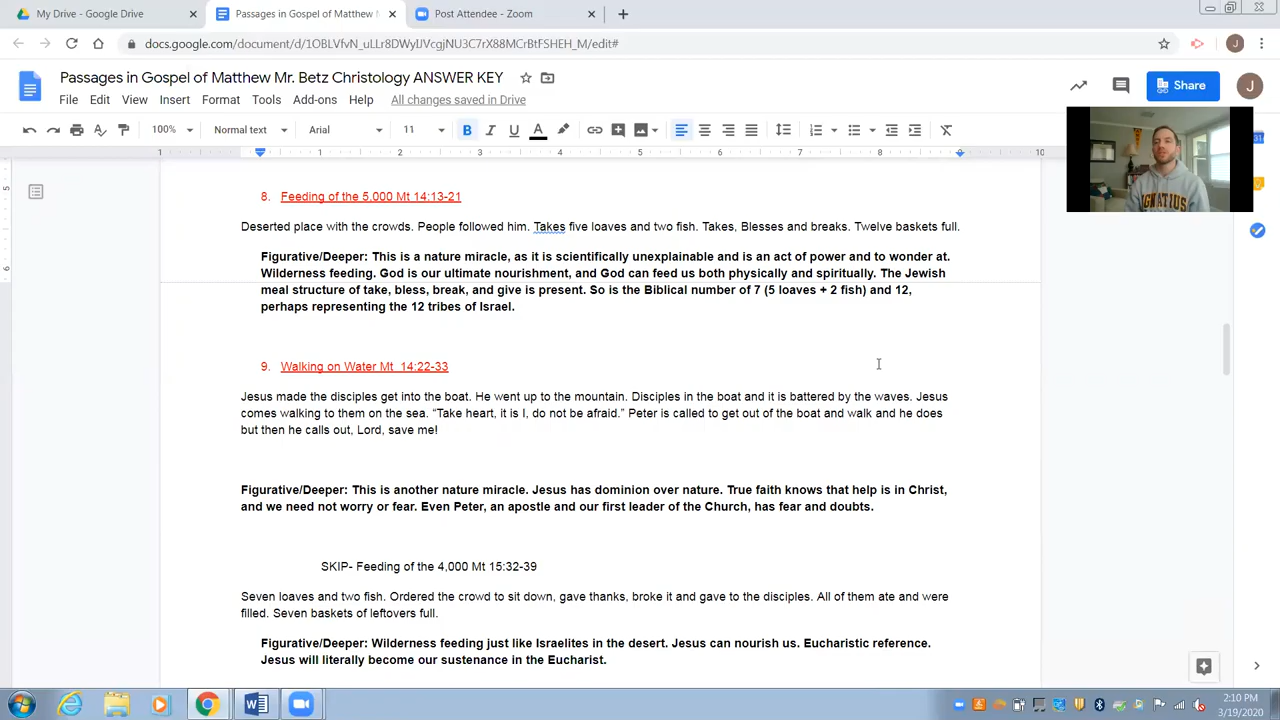 My Drive - Google Drive
Passages in Gospel of Matthew
Post Attendee - Zoom
docs.google.com/document/d/1OBLVfvN_uLLr8DWyIJVcgjNU3C7rX88MCrBtFSHEH_M/edit#
J
Passages in Gospel of Matthew Mr. Betz Christology ANSWER KEY
Share
J
File Edit View Insert Format Tools Add-ons Help All changes saved in Drive
100% Normal text Arial 11 B I U A
1 1 2 3 4 5 6 7 8 10
8. Feeding of the 5,000 Mt 14:13-21
Deserted place with the crowds. People followed him. Takes five loaves and two fish. Takes, Blesses and breaks. Twelve baskets full.
Figurative/Deeper: This is a nature miracle, as it is scientifically unexplainable and is an act of power and to wonder at.
Wilderness feeding. God is our ultimate nourishment, and God can feed us both physically and spiritually. The Jewish
meal structure of take, bless, break, and give is present. So is the Biblical number of 7 (5 loaves + 2 fish) and 12,
perhaps representing the 12 tribes of Israel.
9. Walking on Water Mt 14:22-33
Jesus made the disciples get into the boat. He went up to the mountain. Disciples in the boat and it is battered by the waves. Jesus
comes walking to them on the sea. “Take heart, it is I, do not be afraid.” Peter is called to get out of the boat and walk and he does
but then he calls out, Lord, save me!
Figurative/Deeper: This is another nature miracle. Jesus has dominion over nature. True faith knows that help is in Christ,
and we need not worry or fear. Even Peter, an apostle and our first leader of the Church, has fear and doubts.
SKIP- Feeding of the 4,000 Mt 15:32-39
Seven loaves and two fish. Ordered the crowd to sit down, gave thanks, broke it and gave to the disciples. All of them ate and were
filled. Seven baskets of leftovers full.
Figurative/Deeper: Wilderness feeding just like Israelites in the desert. Jesus can nourish us. Eucharistic reference.
Jesus will literally become our sustenance in the Eucharist.
IGNATIUS
31
5
6
2:10 PM
3/19/2020